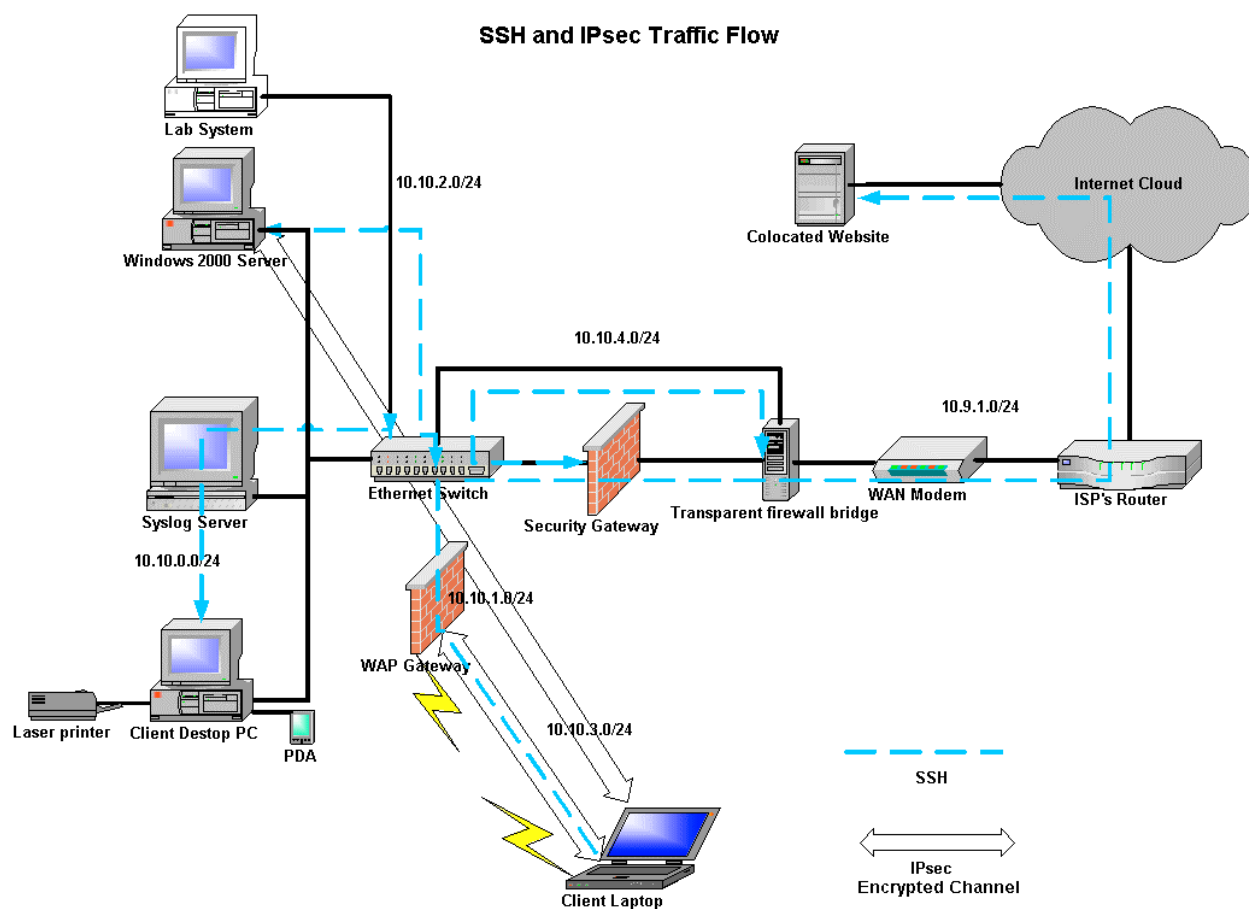 SSH and IPsec Traffic Flow
Lab System
10.10.2.0/24
Internet Cloud
Colocated Website
Windows 2000 Server
10.10.4.0/24
10.9.1.0/24
Ethernet Switch
WAN Modem
ISP's Router
Syslog Server
Security Gateway
Transparent firewall bridge
10.10.0.0/24
10.10.1.0/24
WAP Gateway
10.10.3.0/24
Laser printer
Client Destop PC
PDA
SSH
IPsec
Encrypted Channel
Client Laptop